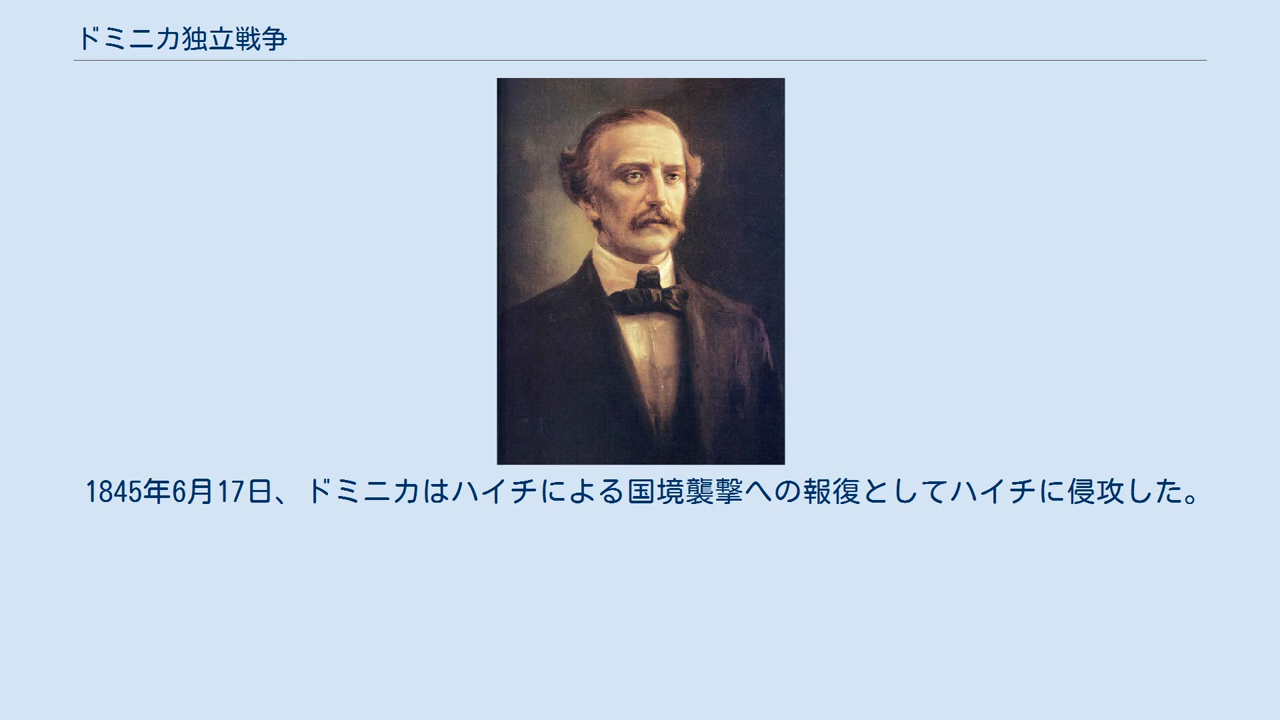 ドミニカ独立戦争
1845年6月17日、ドミニカはハイチによる国境襲撃への報復としてハイチに侵攻した。